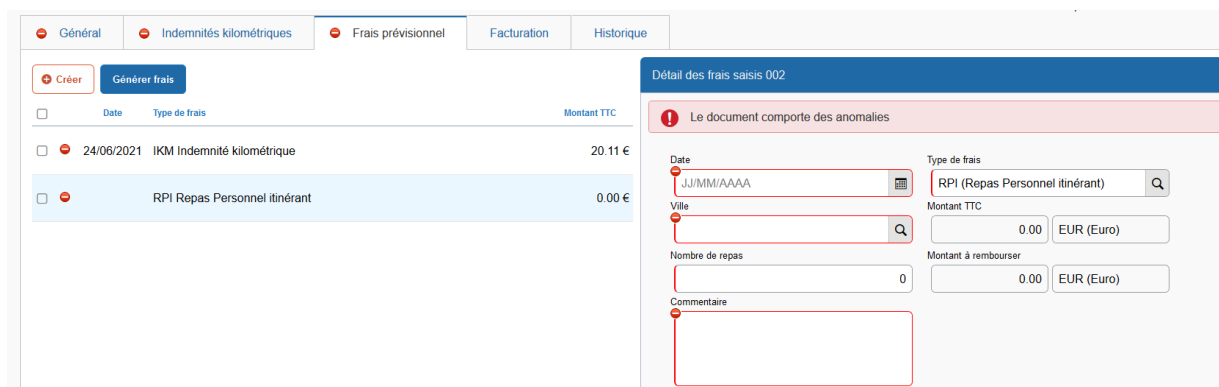 Général Indemnités kilométriques Frais prévisionnel Facturation Historique
Créer Générer frais
Date Type de frais Montant TTC
24/06/2021 IKM Indemnité kilométrique 20.11 €
RPI Repas Personnel itinérant 0.00 €
Détail des frais saisis 002
Le document comporte des anomalies
Date Type de frais
JJ/MM/AAAA RPI (Repas Personnel itinérant)
Ville Montant TTC
0.00 EUR (Euro)
Nombre de repas Montant à rembourser
0 0.00 EUR (Euro)
Commentaire